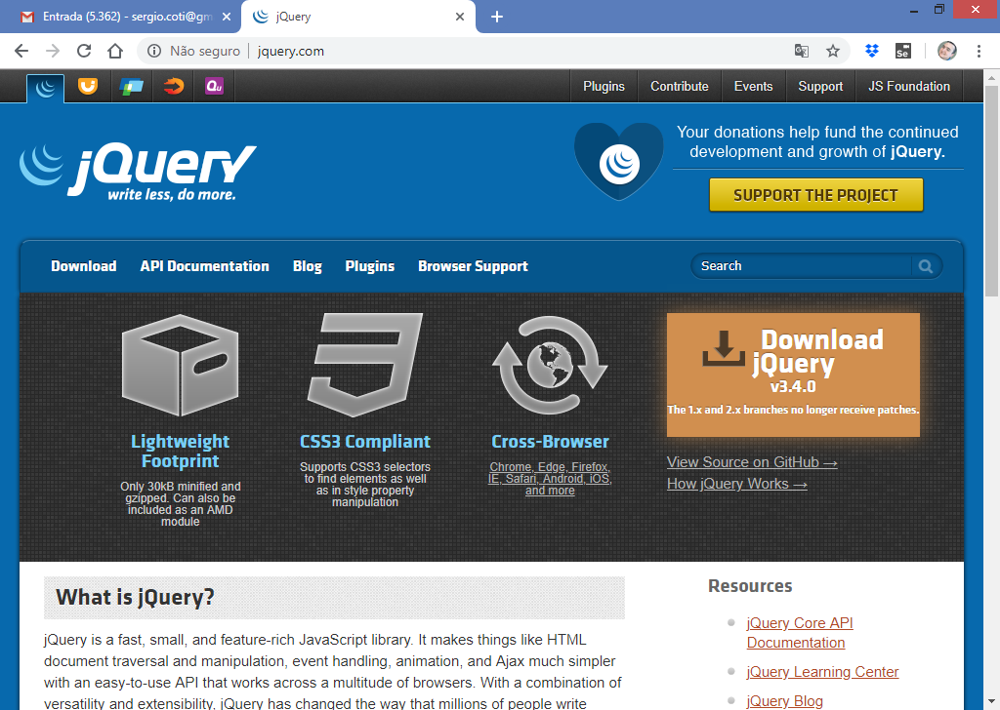 Entrada (5.362) - sergio.coti@gm
jQuery
Não seguro
jquery.com
Se
Qu
Plugins
Contribute
Events
Support
JS Foundation
jQuery
write less, do more.
Your donations help fund the continued
development and growth of jQuery.
SUPPORT THE PROJECT
Download
API Documentation
Blog
Plugins
Browser Support
Search
Lightweight
Footprint
Only 30kB minified and
gzipped. Can also be
included as an AMD
module
CSS3 Compliant
Supports CSS3 selectors
to find elements as well
as in style property
manipulation
Cross-Browser
Chrome, Edge, Firefox,
IE, Safari, Android, iOS,
and more
Download
jQuery
v3.4.0
The 1.x and 2.x branches no longer receive patches.
View Source on GitHub →
How jQuery Works →
What is jQuery?
jQuery is a fast, small, and feature-rich JavaScript library. It makes things like HTML
document traversal and manipulation, event handling, animation, and Ajax much simpler
with an easy-to-use API that works across a multitude of browsers. With a combination of
versatility and extensibility, jQuery has changed the way that millions of people write
Resources
jQuery Core API
Documentation
jQuery Learning Center
jQuery Blog